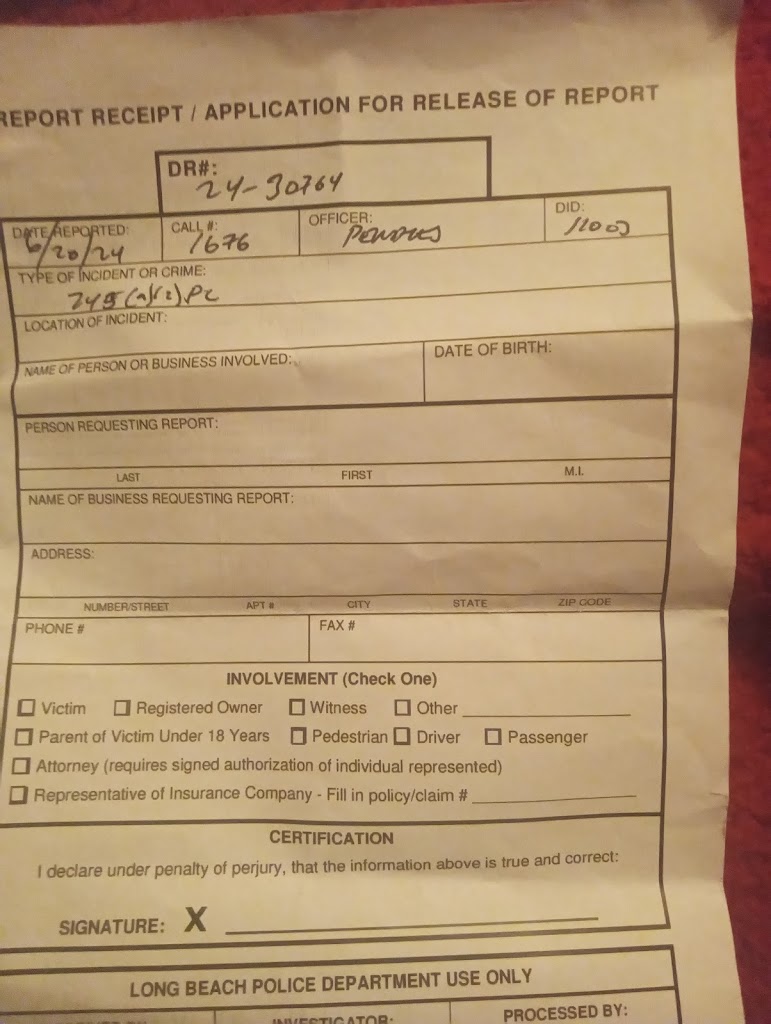 REPORT RECEIPT / APPLICATION FOR RELEASE OF REPORT
DR#:
24-30764
DATE REPORTED:
6/20/24
CALL #:
1676
OFFICER:
DID:
TYPE OF INCIDENT OR CRIME:
LOCATION OF INCIDENT:
NAME OF PERSON OR BUSINESS INVOLVED:
DATE OF BIRTH:
PERSON REQUESTING REPORT:
LAST FIRST M.I.
NAME OF BUSINESS REQUESTING REPORT:
ADDRESS:
NUMBER/STREET APT # CITY STATE ZIP CODE
PHONE # FAX #
INVOLVEMENT (Check One)
Victim Registered Owner Witness Other
Parent of Victim Under 18 Years Pedestrian Driver Passenger
Attorney (requires signed authorization of individual represented)
Representative of Insurance Company - Fill in policy/claim #
CERTIFICATION
I declare under penalty of perjury, that the information above is true and correct:
SIGNATURE: X
LONG BEACH POLICE DEPARTMENT USE ONLY
INVESTIGATOR: PROCESSED BY: